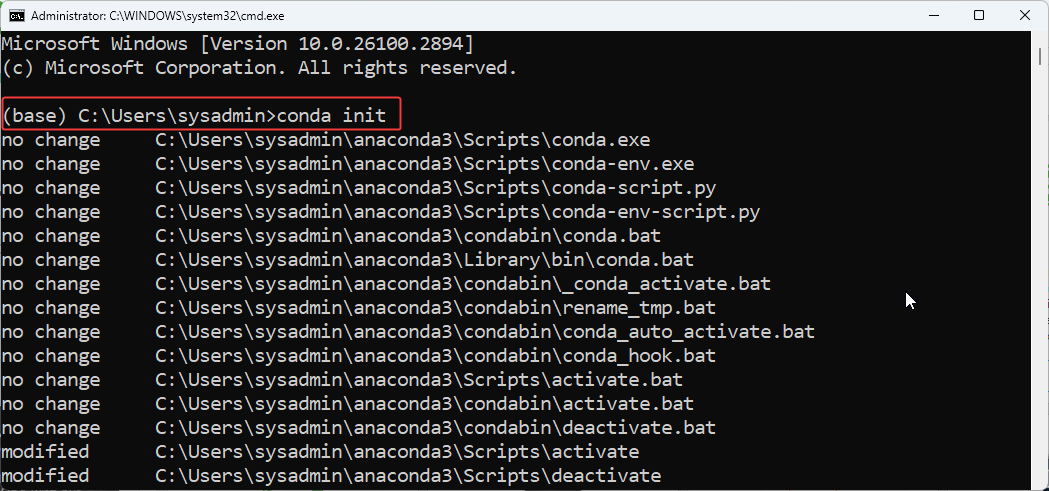 Administrator: C:\WINDOWS\system32\cmd.exe
Microsoft Windows [Version 10.0.26100.2894]
(c) Microsoft Corporation. All rights reserved.
(base) C:\Users\sysadmin>conda init
no change     C:\Users\sysadmin\anaconda3\Scripts\conda.exe
no change     C:\Users\sysadmin\anaconda3\Scripts\conda-env.exe
no change     C:\Users\sysadmin\anaconda3\Scripts\conda-script.py
no change     C:\Users\sysadmin\anaconda3\Scripts\conda-env-script.py
no change     C:\Users\sysadmin\anaconda3\condabin\conda.bat
no change     C:\Users\sysadmin\anaconda3\Library\bin\conda.bat
no change     C:\Users\sysadmin\anaconda3\condabin\_conda_activate.bat
no change     C:\Users\sysadmin\anaconda3\condabin\rename_tmp.bat
no change     C:\Users\sysadmin\anaconda3\condabin\conda_auto_activate.bat
no change     C:\Users\sysadmin\anaconda3\condabin\conda_hook.bat
no change     C:\Users\sysadmin\anaconda3\Scripts\activate.bat
no change     C:\Users\sysadmin\anaconda3\condabin\activate.bat
no change     C:\Users\sysadmin\anaconda3\condabin\deactivate.bat
modified      C:\Users\sysadmin\anaconda3\Scripts\activate
modified      C:\Users\sysadmin\anaconda3\Scripts\deactivate